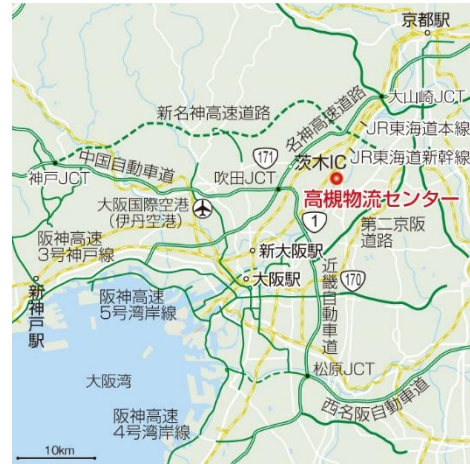 京都駅
大山崎JCT
新名神高速道路
名神高速道路
JR東海道本線
171
茨木IC
JR東海道新幹線
中国自動車道
神戸JCT
吹田JCT
高槻物流センター
大阪国際空港
(伊丹空港)
1
第二京阪
道路
阪神高速
3号神戸線
新大阪駅
大阪駅
170
新神戸駅
阪神高速
5号湾岸線
近畿自動車道
大阪湾
松原JCT
西名阪自動車道
阪神高速
4号湾岸線
10km